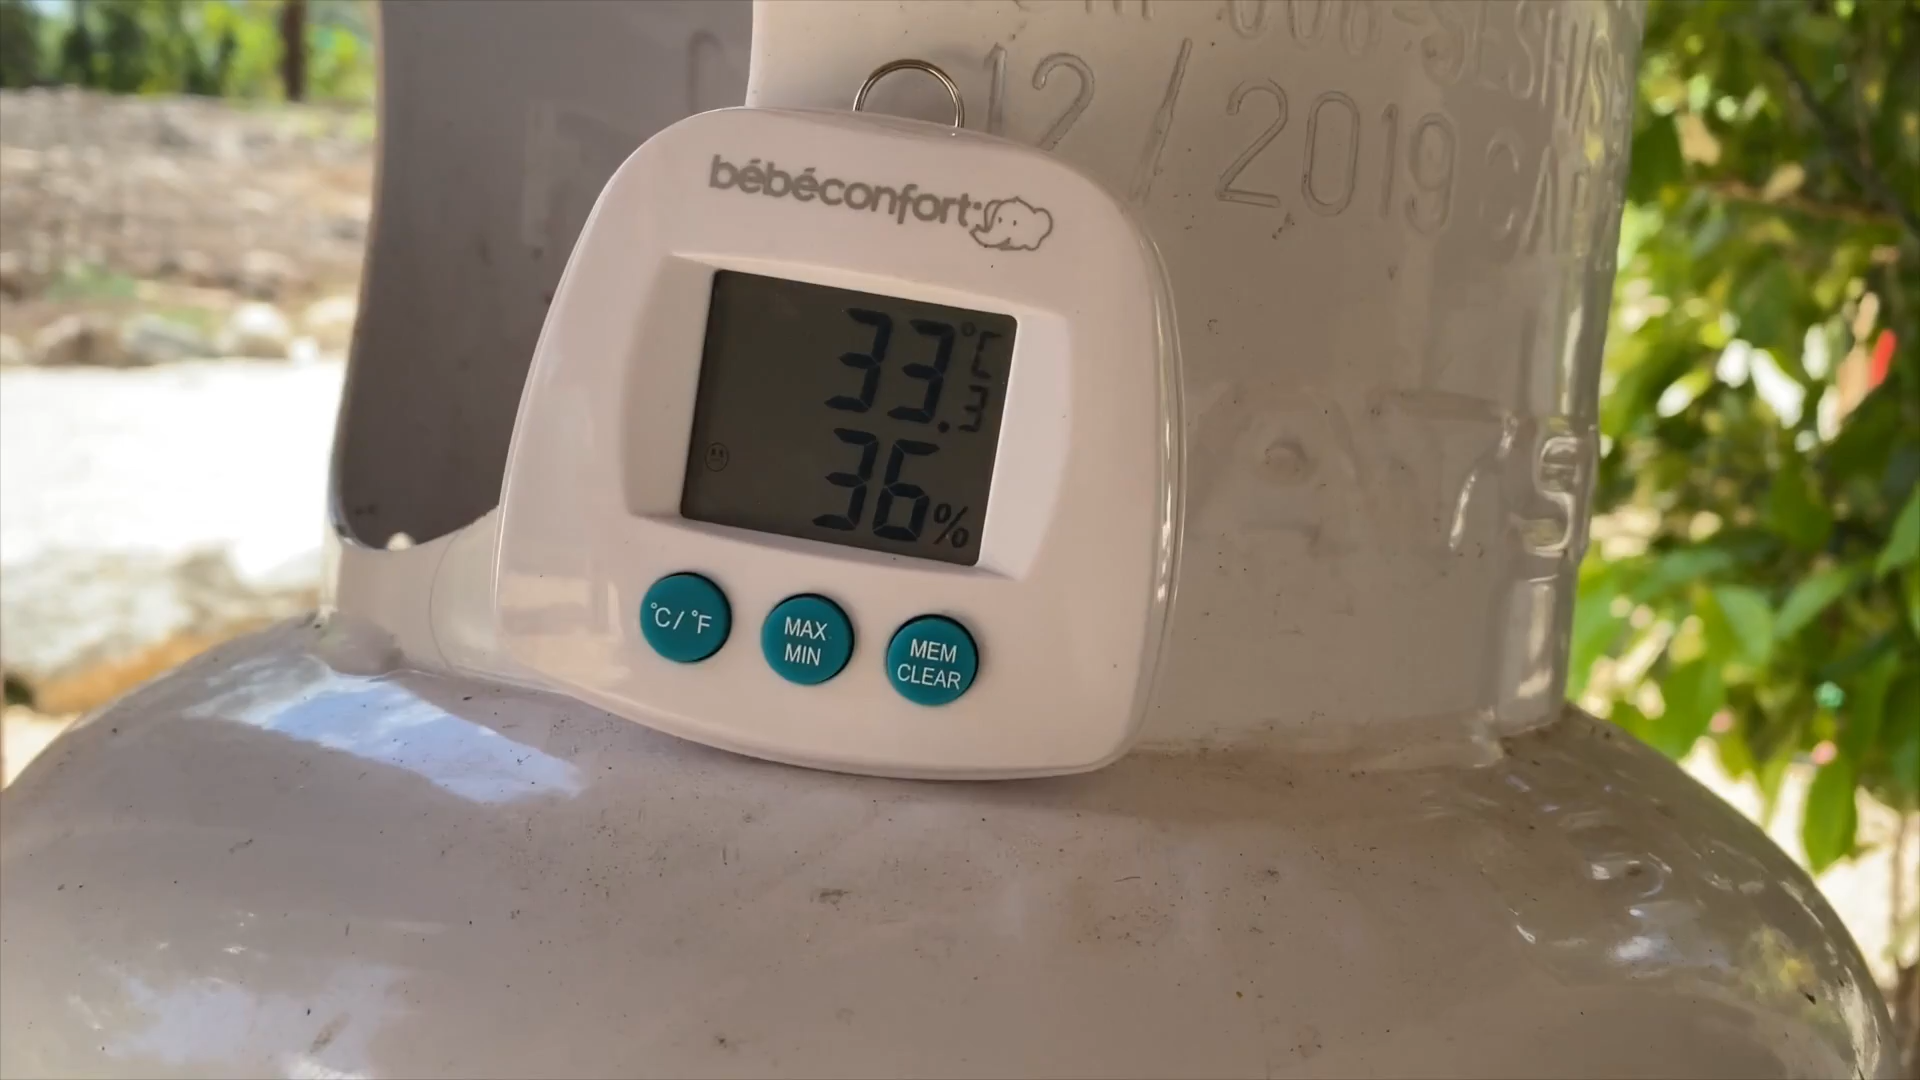 12/2019
bébéconfort
33.3 °C
36%
°C/°F
MAX
MIN
MEM
CLEAR